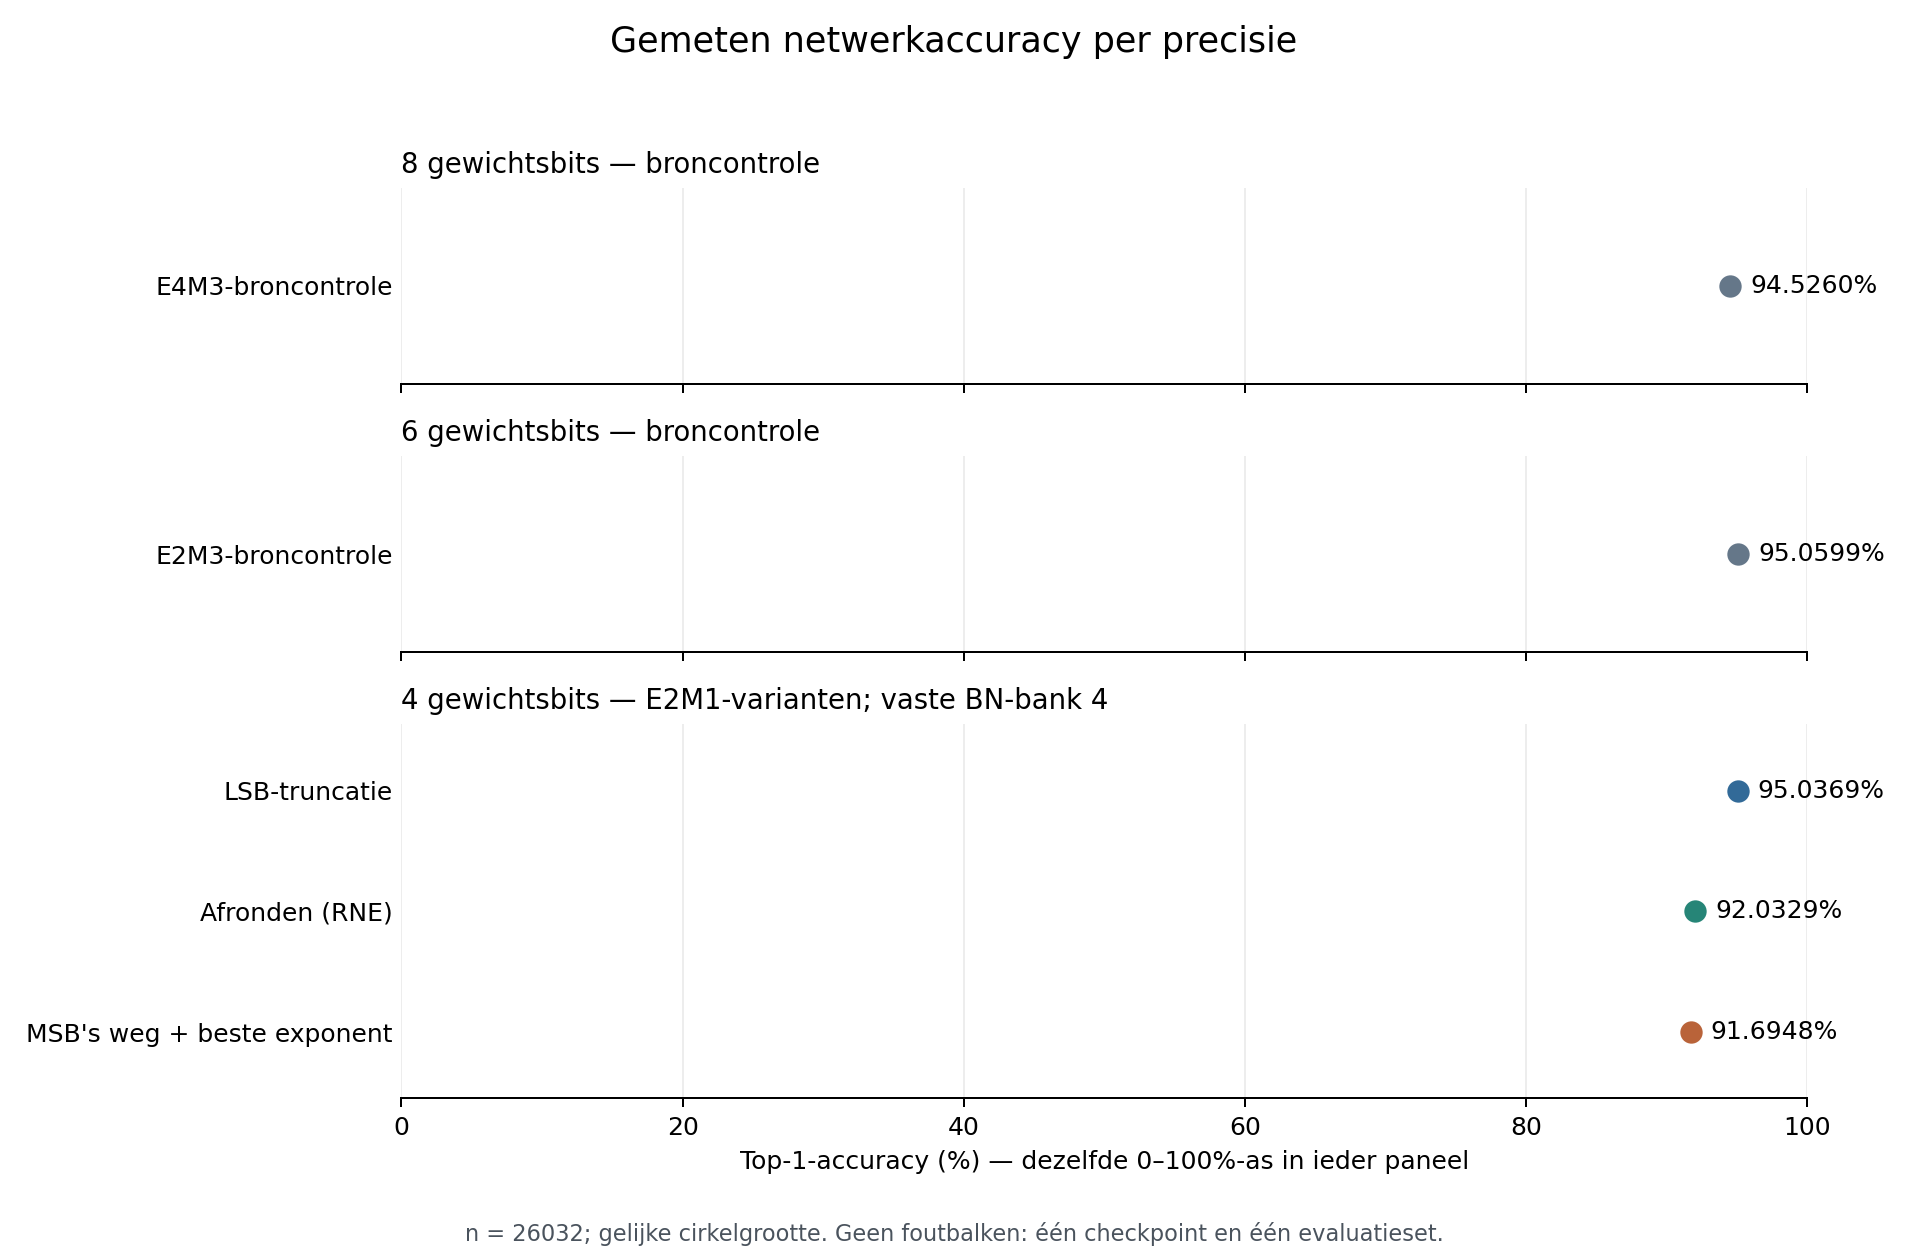 Gemeten netwerkaccuracy per precisie
8 gewichtsbits — broncontrole
E4M3-broncontrole
94.5260%
6 gewichtsbits — broncontrole
E2M3-broncontrole
95.0599%
4 gewichtsbits — E2M1-varianten; vaste BN-bank 4
LSB-truncatie
95.0369%
Afronden (RNE)
92.0329%
MSB's weg + beste exponent
91.6948%
0 20 40 60 80 100
Top-1-accuracy (%) — dezelfde 0–100%-as in ieder paneel
n = 26032; gelijke cirkelgrootte. Geen foutbalken: één checkpoint en één evaluatieset.